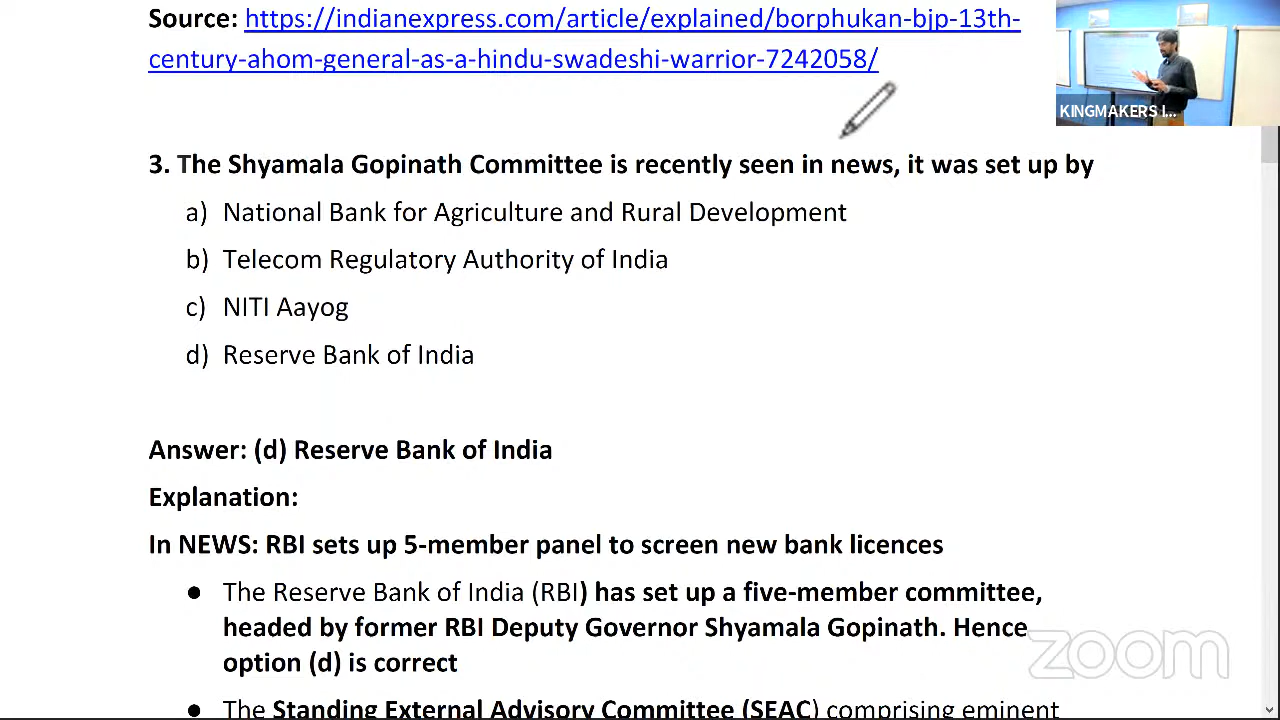 Source: https://indianexpress.com/article/explained/borphukan-bjp-13th-
century-ahom-general-as-a-hindu-swadeshi-warrior-7242058/
KINGMAKERS I...
3. The Shyamala Gopinath Committee is recently seen in news, it was set up by
a) National Bank for Agriculture and Rural Development
b) Telecom Regulatory Authority of India
c) NITI Aayog
d) Reserve Bank of India
Answer: (d) Reserve Bank of India
Explanation:
In NEWS: RBI sets up 5-member panel to screen new bank licences
● The Reserve Bank of India (RBI) has set up a five-member committee,
headed by former RBI Deputy Governor Shyamala Gopinath. Hence
option (d) is correct
zoom
● The Standing External Advisory Committee (SEAC) comprising eminent